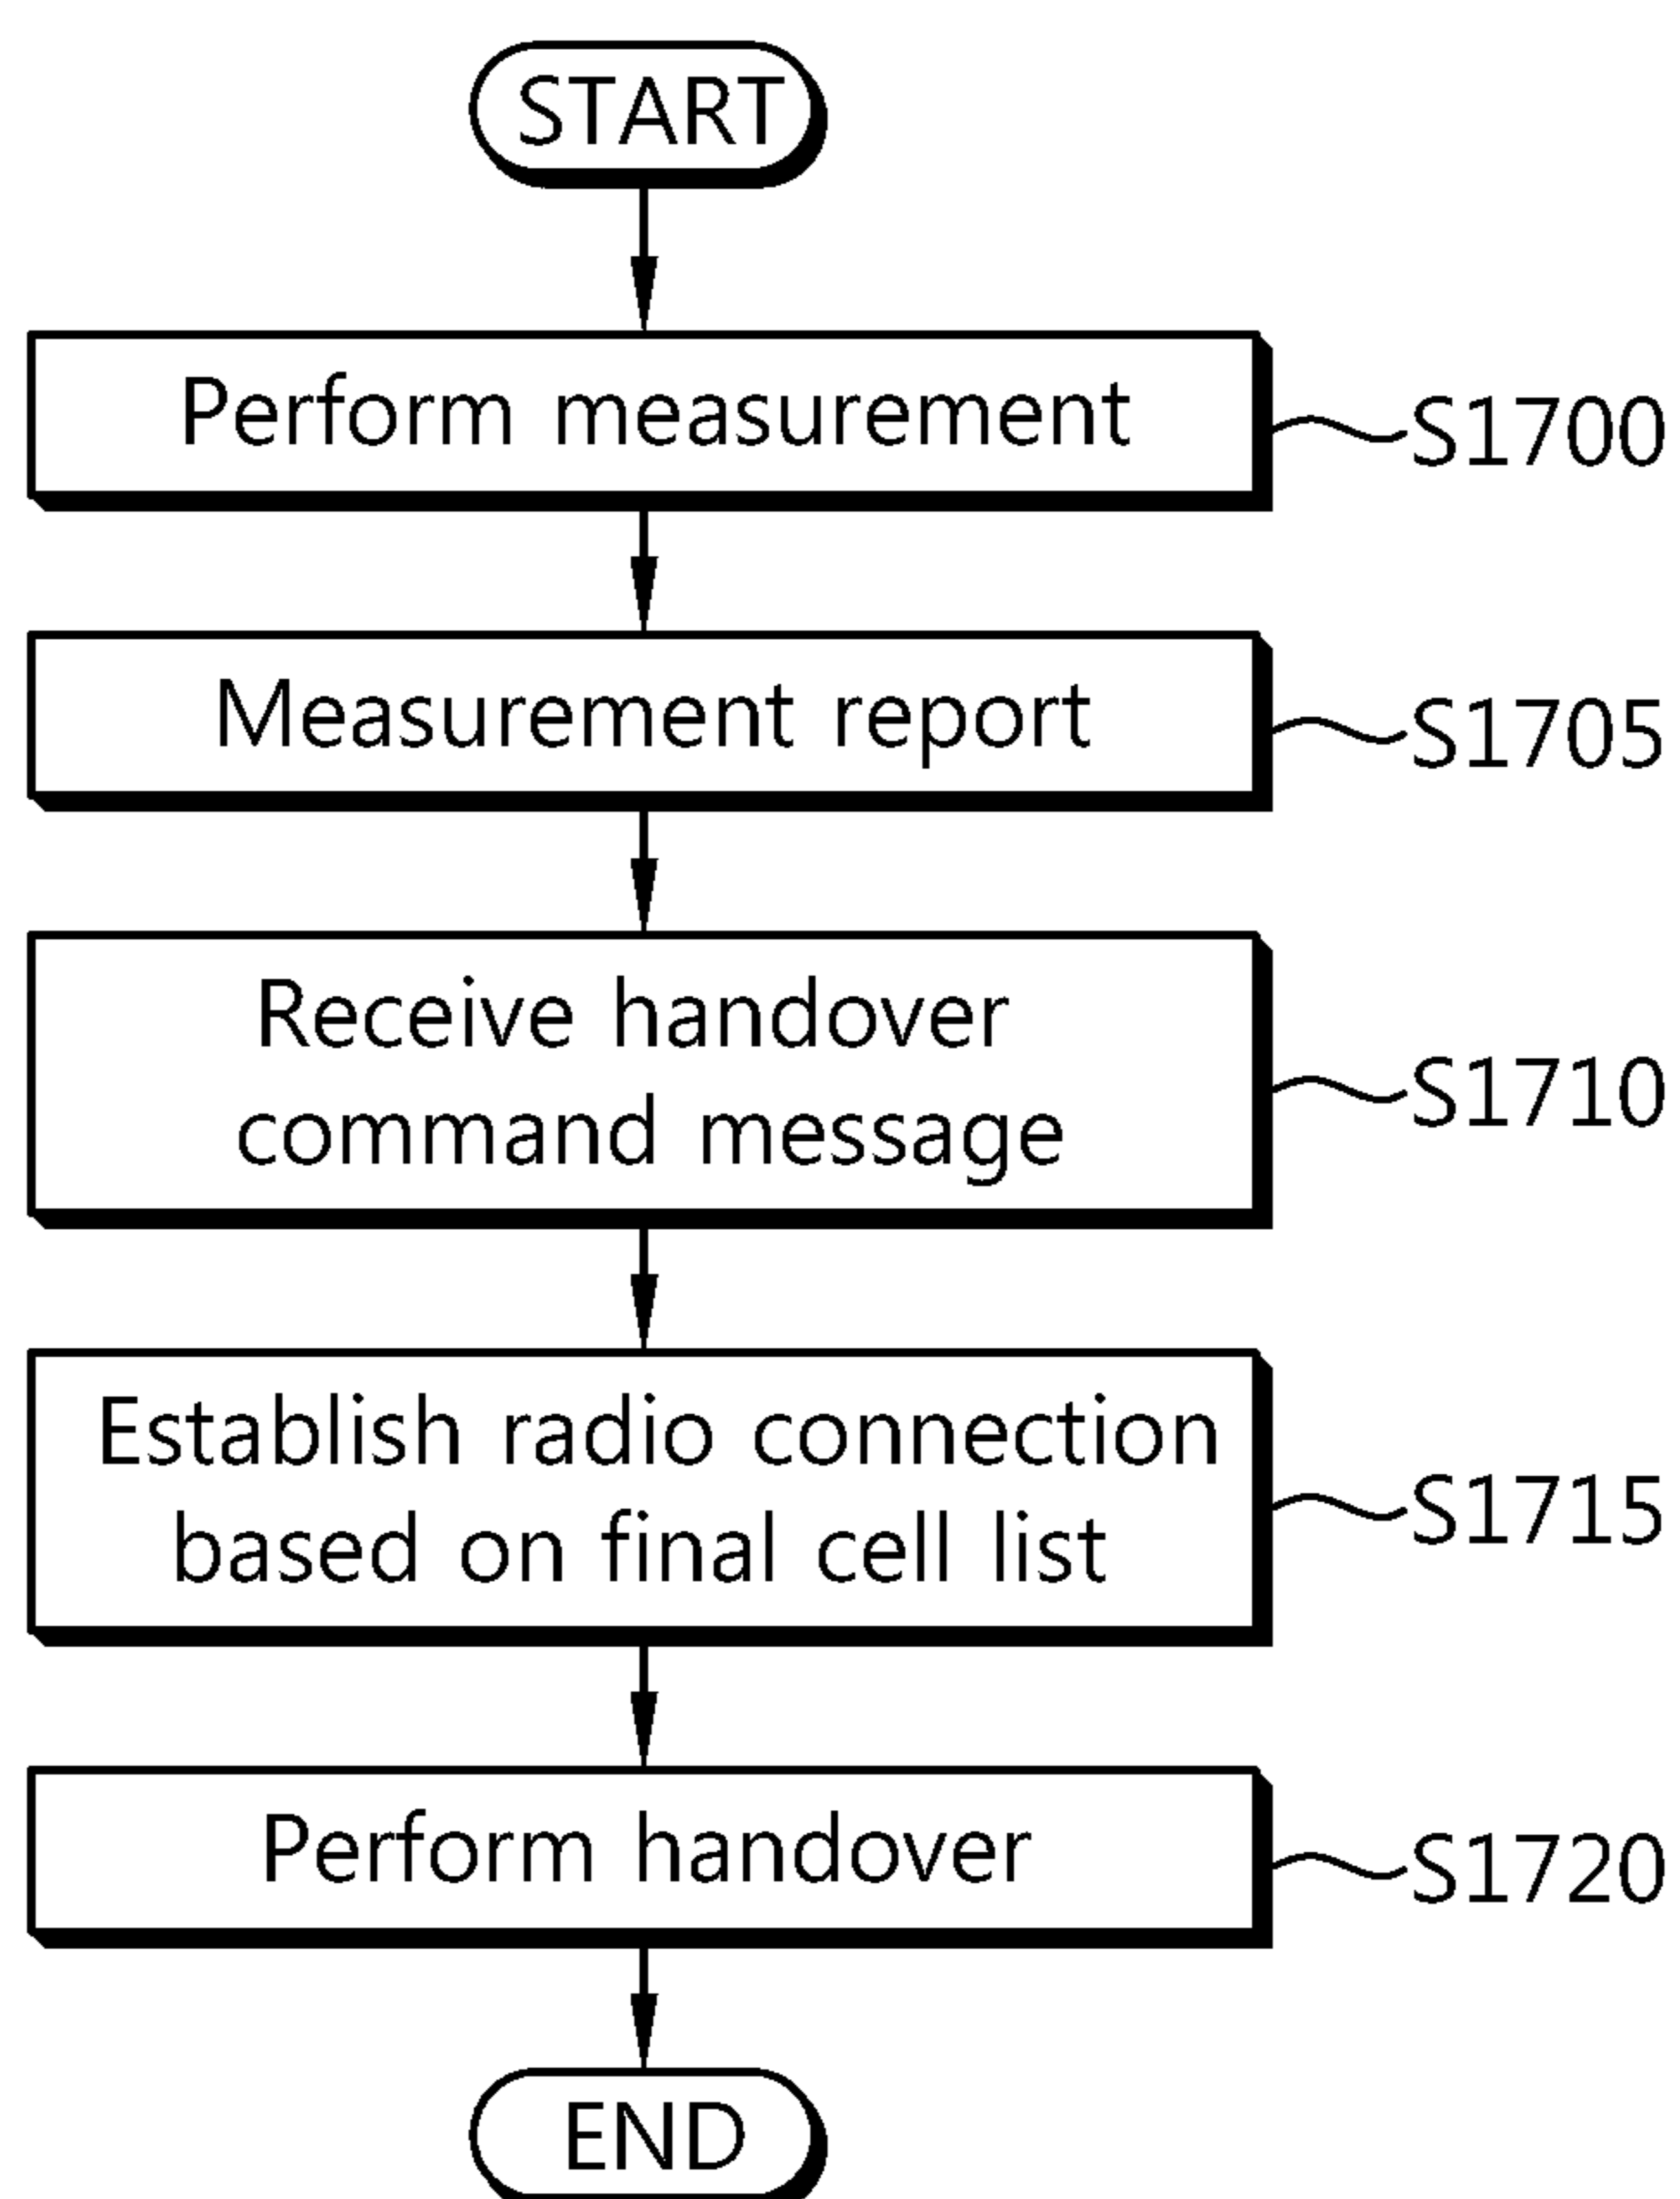 START
Perform measurement
S1700
Measurement report
S1705
Receive handover
command message
S1710
Establish radio connection
based on final cell list
S1715
Perform handover
S1720
END